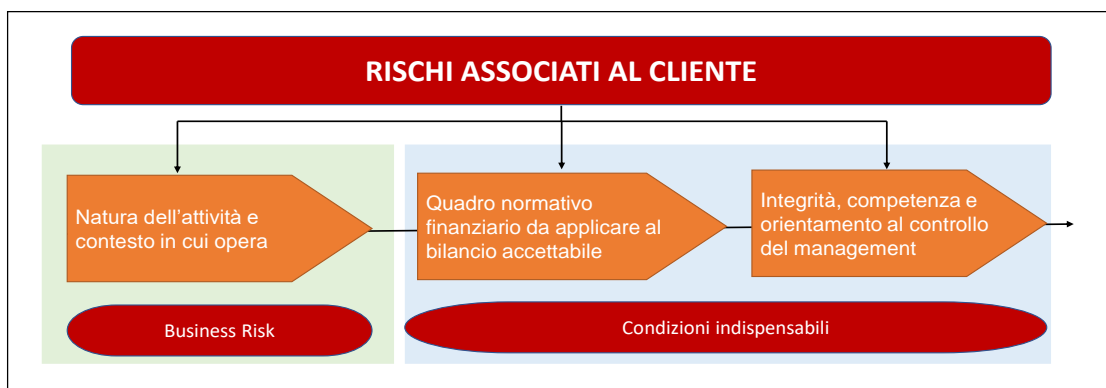 RISCHI ASSOCIATI AL CLIENTE
Natura dell’attività e
contesto in cui opera
Quadro normativo
finanziario da applicare al
bilancio accettabile
Integrità, competenza e
orientamento al controllo
del management
Business Risk
Condizioni indispensabili